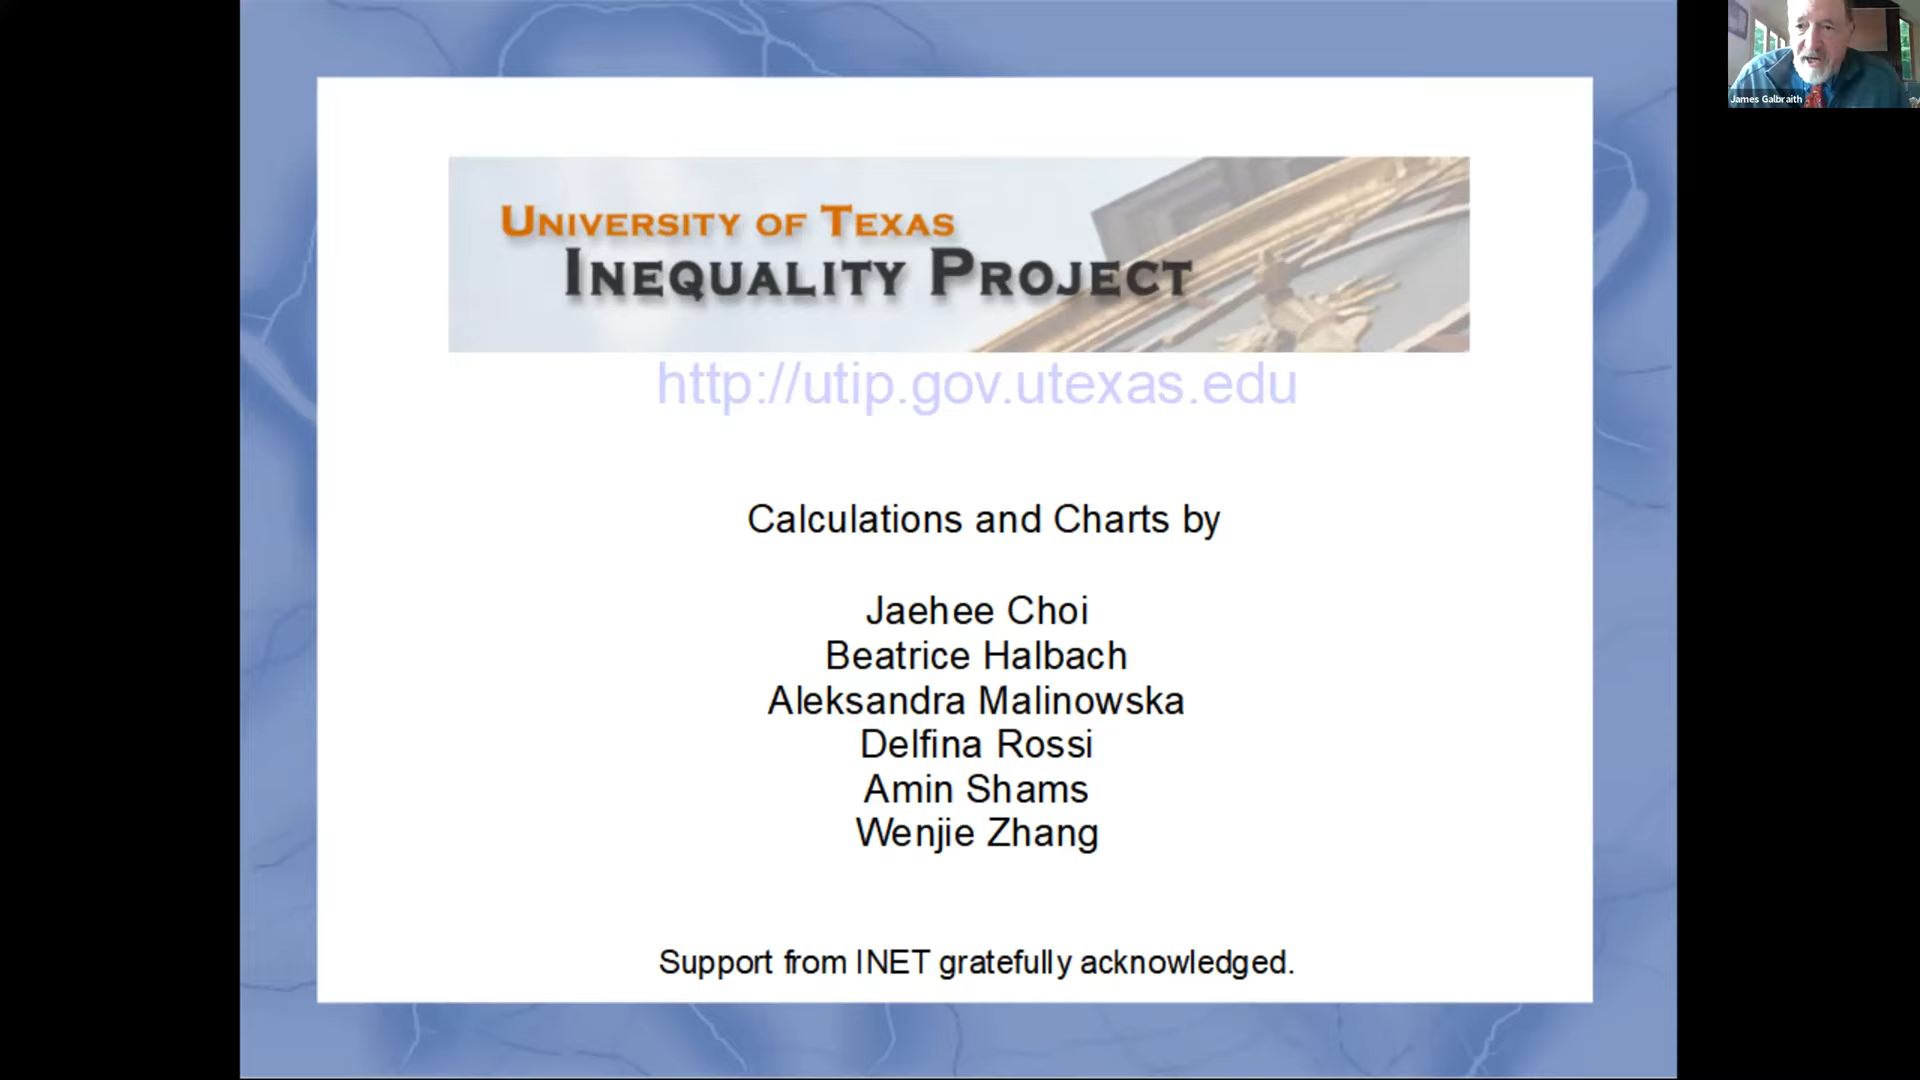 UNIVERSITY OF TEXAS
INEQUALITY PROJECT
http://utip.gov.utexas.edu
Calculations and Charts by
Jaehee Choi
Beatrice Halbach
Aleksandra Malinowska
Delfina Rossi
Amin Shams
Wenjie Zhang
Support from INET gratefully acknowledged.
James Galbraith